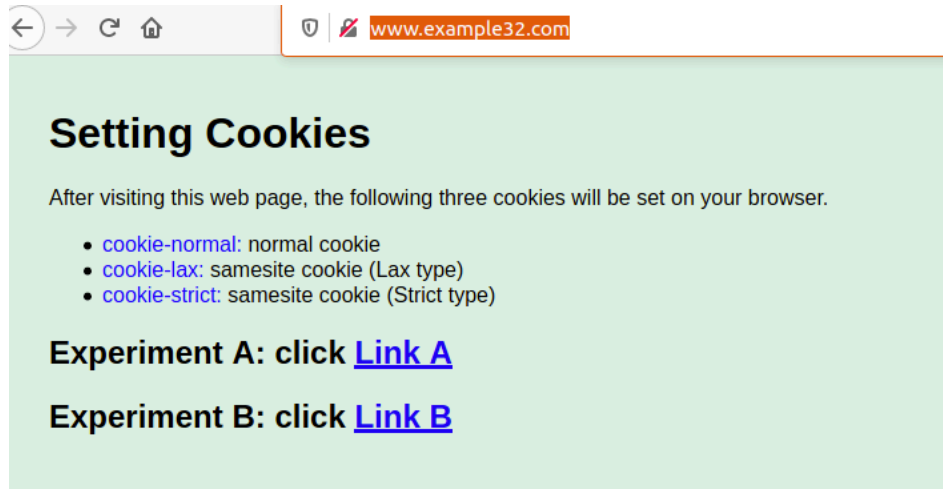 www.example32.com
Setting Cookies
After visiting this web page, the following three cookies will be set on your browser.
cookie-normal: normal cookie
cookie-lax: samesite cookie (Lax type)
cookie-strict: samesite cookie (Strict type)
Experiment A: click Link A
Experiment B: click Link B